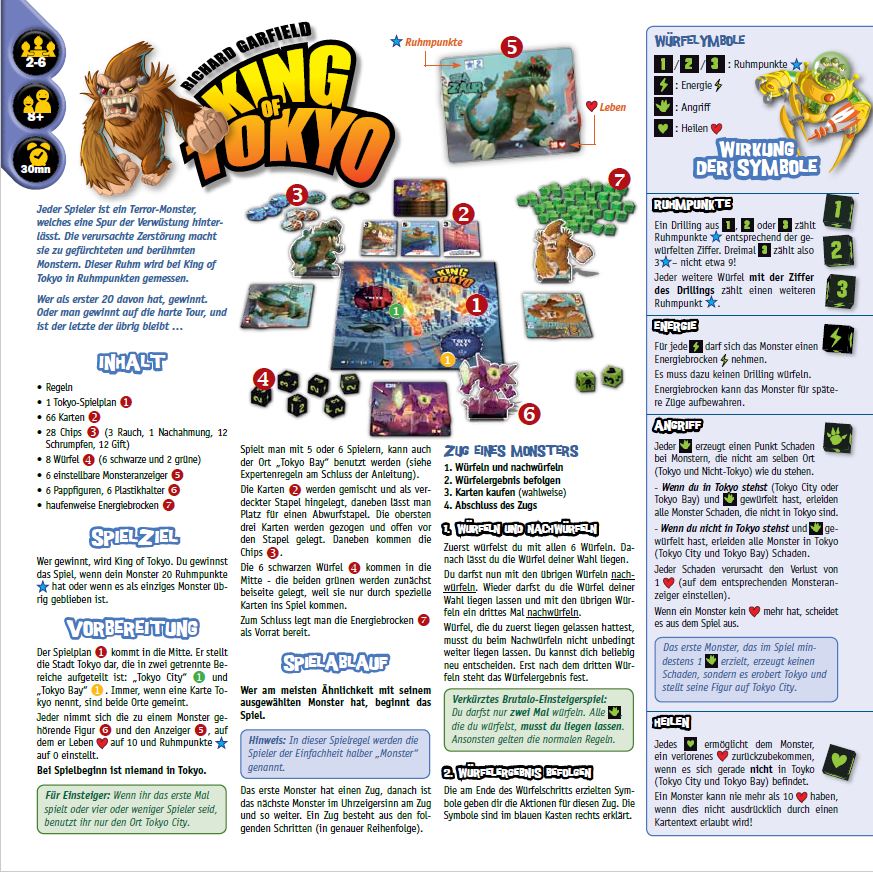 2-6
8+
30mn
RICHARD GARFIELD
KING
OF
TOKYO
Ruhmpunkte
5
Leben
Jeder Spieler ist ein Terror-Monster,
welches eine Spur der Verwüstung hinter-
lässt. Die verursachte Zerstörung macht
sie zu gefürchteten und berühmten
Monstern. Dieser Ruhm wird bei King of
Tokyo in Ruhmpunkten gemessen.
Wer als erster 20 davon hat, gewinnt.
Oder man gewinnt auf die harte Tour, und
ist der letzte der übrig bleibt ...
3
2
7
KING
TOKYO
1
1
1
4
6
INHALT
• Regeln
• 1 Tokyo-Spielplan 1
• 66 Karten 2
• 28 Chips 3 (3 Rauch, 1 Nachahmung, 12
Schrumpfen, 12 Gift)
• 8 Würfel 4 (6 schwarze und 2 grüne)
• 6 einstellbare Monsteranzeiger 5
• 6 Pappfiguren, 6 Plastikhalter 6
• haufenweise Energiebrocken 7
SPIELZIEL
Wer gewinnt, wird King of Tokyo. Du gewinnst
das Spiel, wenn dein Monster 20 Ruhmpunkte
hat oder wenn es als einziges Monster üb-
rig geblieben ist.
VORBEREITUNG
Der Spielplan 1 kommt in die Mitte. Er stellt
die Stadt Tokyo dar, die in zwei getrennte Be-
reiche aufgeteilt ist: „Tokyo City" 1 und
„Tokyo Bay" 1. Immer, wenn eine Karte To-
kyo nennt, sind beide Orte gemeint.
Jeder nimmt sich die zu einem Monster ge-
hörende Figur 6 und den Anzeiger 5, auf
dem er Leben auf 10 und Ruhmpunkte
auf 0 einstellt.
Bei Spielbeginn ist niemand in Tokyo.
Für Einsteiger: Wenn ihr das erste Mal
spielt oder vier oder weniger Spieler seid,
benutzt ihr nur den Ort Tokyo City.
Spielt man mit 5 oder 6 Spielern, kann auch
der Ort „Tokyo Bay" benutzt werden (siehe
Expertenregeln am Schluss der Anleitung).
Die Karten 2 werden gemischt und als ver-
deckter Stapel hingelegt, daneben lässt man
Platz für einen Abwurfstapel. Die obersten
drei Karten werden gezogen und offen vor
den Stapel gelegt. Daneben kommen die
Chips 3.
Die 6 schwarzen Würfel 4 kommen in die
Mitte - die beiden grünen werden zunächst
beiseite gelegt, weil sie nur durch spezielle
Karten ins Spiel kommen.
Zum Schluss legt man die Energiebrocken 7
als Vorrat bereit.
SPIELABLAUF
Wer am meisten Ähnlichkeit mit seinem
ausgewählten Monster hat, beginnt das
Spiel.
Hinweis: In dieser Spielregel werden die
Spieler der Einfachheit halber „Monster"
genannt.
Das erste Monster hat einen Zug, danach ist
das nächste Monster im Uhrzeigersinn am Zug
und so weiter. Ein Zug besteht aus den fol-
genden Schritten (in genauer Reihenfolge).
ZUG EINES MONSTERS
1. Würfeln und nachwürfeln
2. Würfelergebnis befolgen
3. Karten kaufen (wahlweise)
4. Abschluss des Zugs
1. WÜRFELN UND NACHWÜRFELN
Zuerst würfelst du mit allen 6 Würfeln. Da-
nach lässt du die Würfel deiner Wahl liegen.
Du darfst nun mit den übrigen Würfeln nach-
würfeln. Wieder darfst du die Würfel deiner
Wahl liegen lassen und mit den übrigen Wür-
feln ein drittes Mal nachwürfeln.
Würfel, die du zuerst liegen gelassen hattest,
musst du beim Nachwürfeln nicht unbedingt
weiter liegen lassen. Du kannst dich beliebig
neu entscheiden. Erst nach dem dritten Wür-
feln steht das Würfelergebnis fest.
Verkürztes Brutalo-Einsteigerspiel:
Du darfst nur zwei Mal würfeln. Alle ,
die du würfelst, musst du liegen lassen.
Ansonsten gelten die normalen Regeln.
2. WÜRFELERGEBNIS BEFOLGEN
Die am Ende des Würfelschritts erzielten Sym-
bole geben dir die Aktionen für diesen Zug. Die
Symbole sind im blauen Kasten rechts erklärt.
WÜRFELYMBOLE
1 / 2 / 3 : Ruhmpunkte
: Energie
: Angriff
: Heilen
WIRKUNG
DER SYMBOLE
RUHMPUNKTE
Ein Drilling aus 1, 2 oder 3 zählt
Ruhmpunkte entsprechend der ge-
würfelten Ziffer. Dreimal 3 zählt also
3 – nicht etwa 9!
Jeder weitere Würfel mit der Ziffer
des Drillings zählt einen weiteren
Ruhmpunkt .
1
2
3
ENERGIE
Für jede darf sich das Monster einen
Energiebrocken nehmen.
Es muss dazu keinen Drilling würfeln.
Energiebrocken kann das Monster für späte-
re Züge aufbewahren.
ANGRIFF
Jeder erzeugt einen Punkt Schaden
bei Monstern, die nicht am selben Ort
(Tokyo und Nicht-Tokyo) wie du stehen.
- Wenn du in Tokyo stehst (Tokyo City oder
Tokyo Bay) und gewürfelt hast, erleiden
alle Monster Schaden, die nicht in Tokyo sind.
- Wenn du nicht in Tokyo stehst und ge-
würfelt hast, erleiden alle Monster in Tokyo
(Tokyo City und Tokyo Bay) Schaden.
Jeder Schaden verursacht den Verlust von
1 (auf dem entsprechenden Monsteran-
zeiger einstellen).
Wenn ein Monster kein mehr hat, scheidet
es aus dem Spiel aus.
Das erste Monster, das im Spiel min-
destens 1 erzielt, erzeugt keinen
Schaden, sondern es erobert Tokyo und
stellt seine Figur auf Tokyo City.
HEILEN
Jedes ermöglicht dem Monster,
ein verlorenes zurückzubekommen,
wenn es sich gerade nicht in Toyko
(Tokyo City und Tokyo Bay) befindet.
Ein Monster kann nie mehr als 10 haben,
wenn dies nicht ausdrücklich durch einen
Kartentext erlaubt wird!